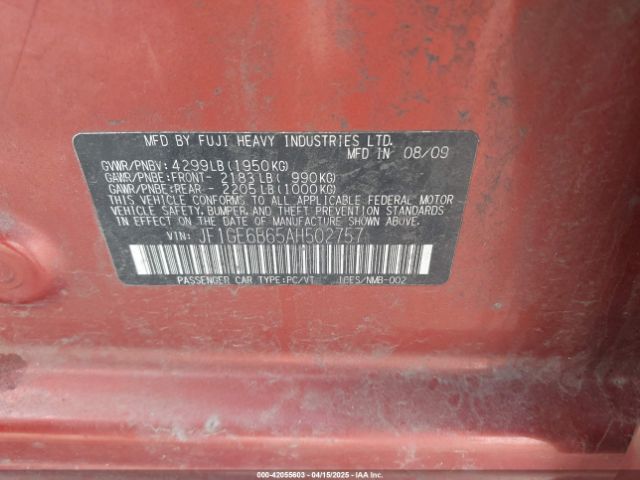 MFD BY FUJI HEAVY INDUSTRIES LTD.
MFD IN 08/09
GVWR/PNBV: 4299LB (1950KG)
GAWR/PNBE:FRONT- 2183LB ( 990KG)
GAWR/PNBE:REAR - 2205LB (1000KG)
THIS VEHICLE CONFORMS TO ALL APPLICABLE FEDERAL MOTOR
VEHICLE SAFETY, BUMPER, AND THEFT PREVENTION STANDARDS
IN EFFECT ON THE DATE OF MANUFACTURE SHOWN ABOVE.
VIN: JF1GE6B65AH502757
PASSENGER CAR TYPE:PC/VT
000-42055603 - 04/15/2025 - IAA Inc.